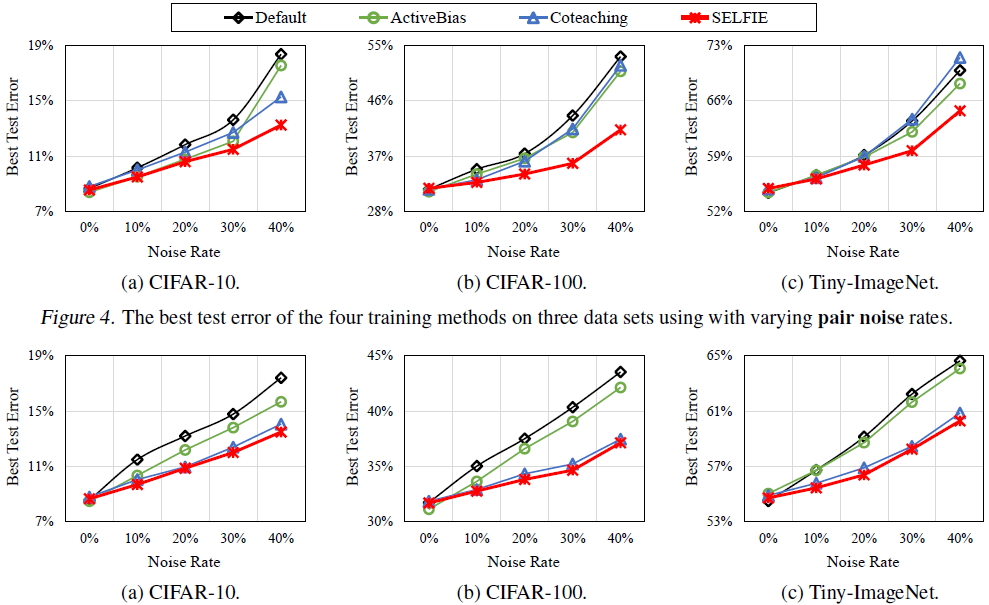 Default ActiveBias Coteaching SELFIE
Best Test Error
19%
15%
11%
7%
0% 10% 20% 30% 40%
Noise Rate
(a) CIFAR-10.
Best Test Error
55%
46%
37%
28%
0% 10% 20% 30% 40%
Noise Rate
(b) CIFAR-100.
Best Test Error
73%
66%
59%
52%
0% 10% 20% 30% 40%
Noise Rate
(c) Tiny-ImageNet.
Figure 4. The best test error of the four training methods on three data sets using with varying pair noise rates.
Best Test Error
19%
15%
11%
7%
0% 10% 20% 30% 40%
Noise Rate
(a) CIFAR-10.
Best Test Error
45%
40%
35%
30%
0% 10% 20% 30% 40%
Noise Rate
(b) CIFAR-100.
Best Test Error
65%
61%
57%
53%
0% 10% 20% 30% 40%
Noise Rate
(c) Tiny-ImageNet.